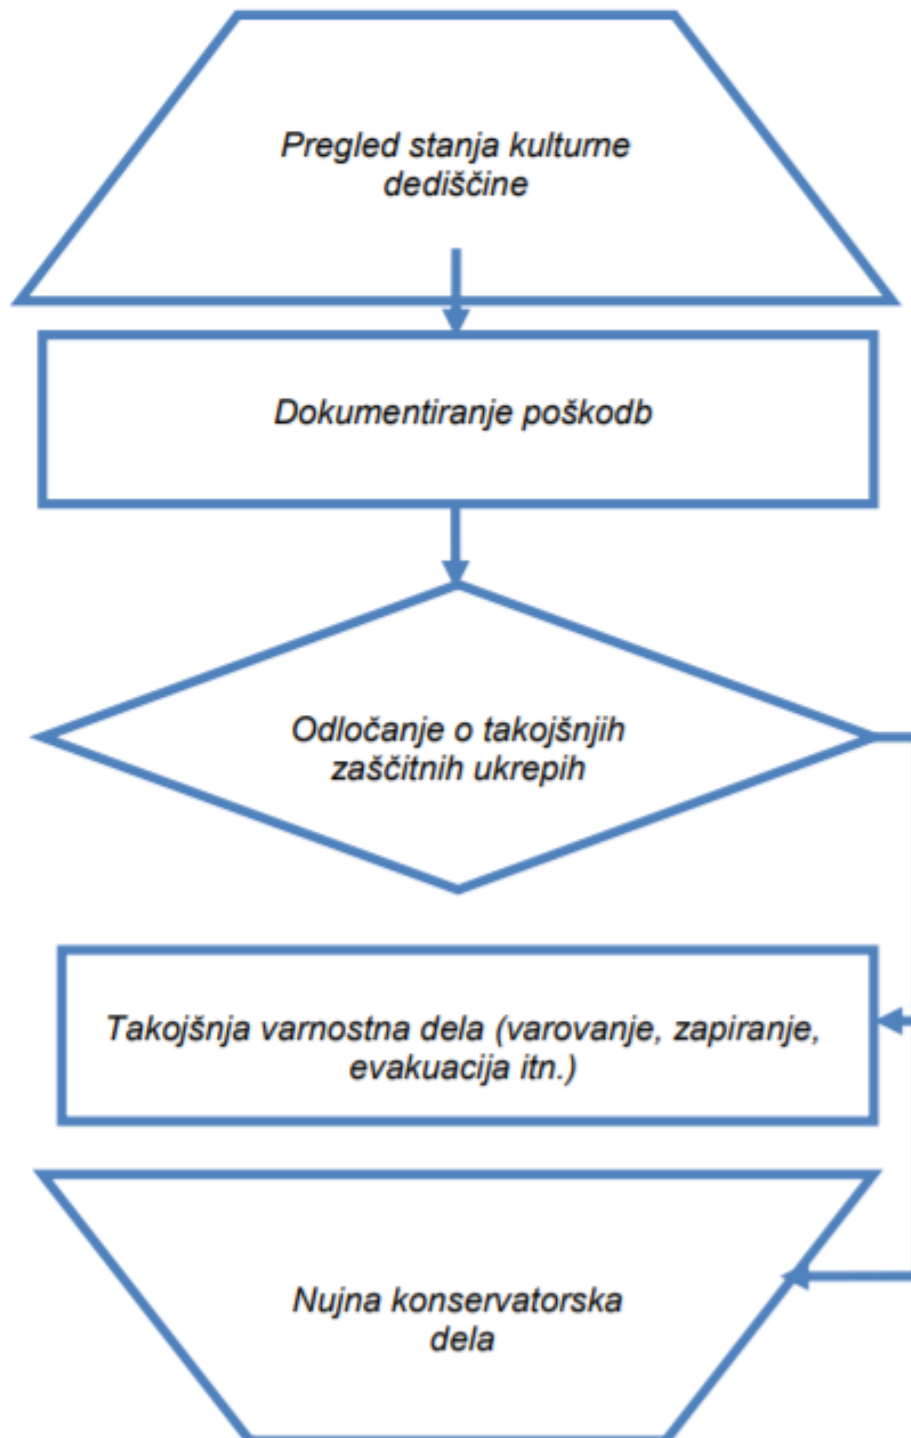 Pregled stanja kulturne
dediščine
Dokumentiranje poškodb
Odločanje o takojšnjih
zaščitnih ukrepih
Takojšnja varnostna dela (varovanje, zapiranje,
evakuacija itn.)
Nujna konservatorska
dela